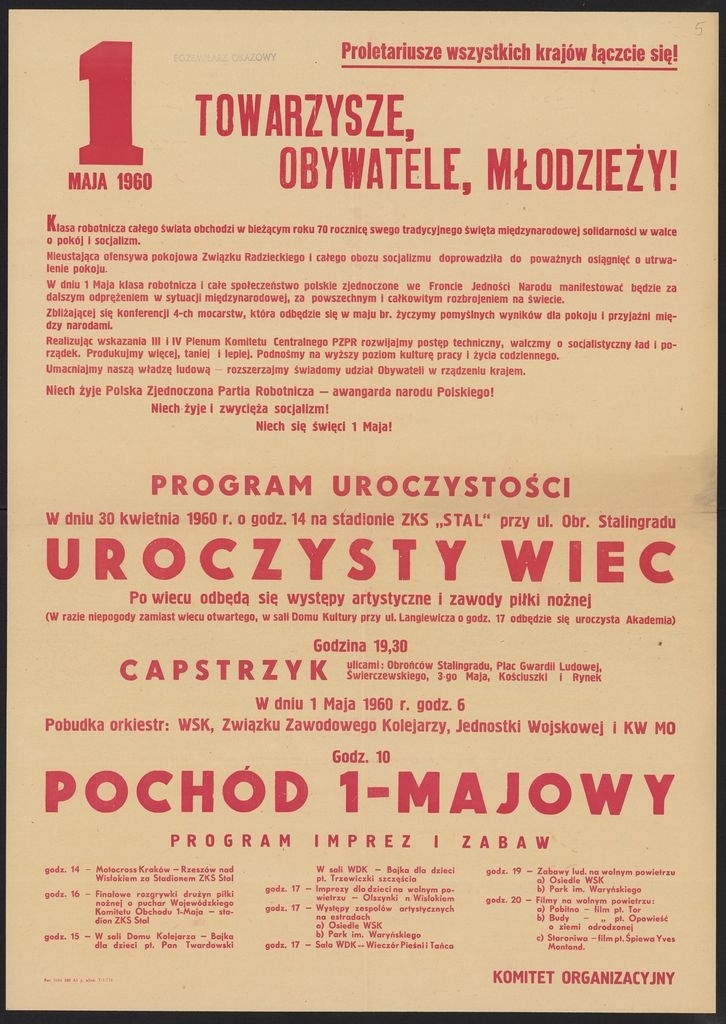 5
EGZEMPLARZ OKAZOWY
Proletariusze wszystkich krajów łączcie się!
1
MAJA 1960
TOWARZYSZE,
OBYWATELE, MŁODZIEŻY!
Klasa robotnicza całego świata obchodzi w bieżącym roku 70 rocznicę swego tradycyjnego święta międzynarodowej solidarności w walce
o pokój i socjalizm.
Nieustająca ofensywa pokojowa Związku Radzieckiego i całego obozu socjalizmu doprowadziła do poważnych osiągnięć o utrwa-
lenie pokoju.
W dniu 1 Maja klasa robotnicza i całe społeczeństwo polskie zjednoczone we Froncie Jedności Narodu manifestować będzie za
dalszym odprężeniem w sytuacji międzynarodowej, za powszechnym i całkowitym rozbrojeniem na świecie.
Zbliżającej się konferencji 4-ch mocarstw, która odbędzie się w maju br. życzymy pomyślnych wyników dla pokoju i przyjaźni mię-
dzy narodami.
Realizując wskazania III i IV Plenum Komitetu Centralnego PZPR rozwijajmy postęp techniczny, walczmy o socjalistyczny ład i po-
rządek. Produkujmy więcej, taniej i lepiej. Podnośmy na wyższy poziom kulturę pracy i życia codziennego.
Umacniajmy naszą władzę ludową — rozszerzajmy świadomy udział Obywateli w rządzeniu krajem.
Niech żyje Polska Zjednoczona Partia Robotnicza — awangarda narodu Polskiego!
Niech żyje i zwycięża socjalizm!
Niech się święci 1 Maja!
PROGRAM UROCZYSTOŚCI
W dniu 30 kwietnia 1960 r. o godz. 14 na stadionie ZKS „STAL" przy ul. Obr. Stalingradu
UROCZYSTY WIEC
Po wiecu odbędą się występy artystyczne i zawody piłki nożnej
(W razie niepogody zamiast wiecu otwartego, w sali Domu Kultury przy ul. Langiewicza o godz. 17 odbędzie się uroczysta Akademia)
Godzina 19,30
CAPSTRZYK
ulicami: Obrońców Stalingradu, Plac Gwardii Ludowej,
Świerczewskiego, 3-go Maja, Kościuszki i Rynek
W dniu 1 Maja 1960 r. godz. 6
Pobudka orkiestr: WSK, Związku Zawodowego Kolejarzy, Jednostki Wojskowej i KW MO
Godz. 10
POCHÓD 1-MAJOWY
PROGRAM IMPREZ I ZABAW
godz. 14 — Motocross Kraków — Rzeszów nad
Wisłokiem za Stadionem ZKS Stal
godz. 16 — Finałowe rozgrywki drużyn piłki
nożnej o puchar Wojewódzkiego
Komitetu Obchodu 1-Maja — sta-
dion ZKS Stal
godz. 15 — W sali Domu Kolejarza — Bajka
dla dzieci pt. Pan Twardowski
W sali WDK — Bajka dla dzieci
pt. Trzewiczki szczęścia
godz. 17 — Imprezy dla dzieci na wolnym po-
wietrzu — Olszynki n/Wisłokiem
godz. 17 — Występy zespołów artystycznych
na estradach
a) Osiedle WSK
b) Park im. Waryńskiego
godz. 17 — Sala WDK — Wieczór Pieśni i Tańca
godz. 19 — Zabawy lud. na wolnym powietrzu
a) Osiedle WSK
b) Park im. Waryńskiego
godz. 20 — Filmy na wolnym powietrzu:
a) Pobitno — film pt. Tor
b) Budy — „ pt. Opowieść
o ziemi odrodzonej
c) Staroniwa — film pt. Śpiewa Yves
Montand.
KOMITET ORGANIZACYJNY